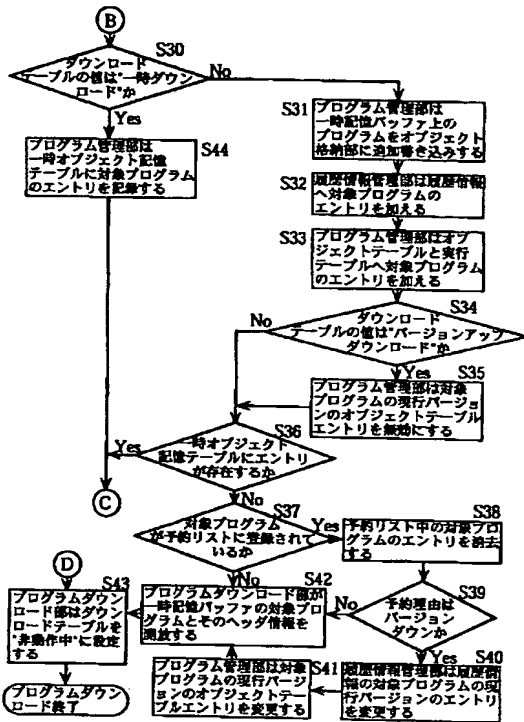 B
S30
ダウンロード
テーブルの値は"一時ダウン
ロード"か
No
Yes
S31
プログラム管理部は
一時記憶バッファ上の
プログラムをオブジェクト
格納部に追加書き込みする
S44
プログラム管理部は
一時オブジェクト記憶
テーブルに対象プログラム
のエントリを記録する
S32
履歴情報管理部は履歴情報
へ対象プログラムの
エントリを加える
S33
プログラム管理部はオブ
ジェクトテーブルと実行
テーブルへ対象プログラム
のエントリを加える
S34
ダウンロード
テーブルの値は"バージョンアップ
ダウンロード"か
No
Yes
S35
プログラム管理部は対象
プログラムの現行バージョ
ンのオブジェクトテーブル
エントリを無効にする
S36
一時オブジェクト
記憶テーブルにエントリ
が存在するか
Yes
No
C
S37
対象プログラム
が予約リストに登録されて
いるか
Yes
No
S38
予約リスト中の対象プロ
グラムのエントリを消去
する
D
S43
プログラムダウン
ロード部はダウン
ロードテーブルを
"非動作中"に設定
する
S42
プログラムダウンロード部が
一時記憶バッファの対象プロ
グラムとそのヘッダ情報を
開放する
S39
予約理由は
バージョン
ダウンか
No
Yes
S40
履歴情報管理部は履歴情
報の対象プログラムの現
行バージョンのエントリ
を変更する
S41
プログラム管理部は対象
プログラムの現行バージョ
ンのオブジェクトテー
ブルエントリを変更する
プログラムダウン
ロード終了